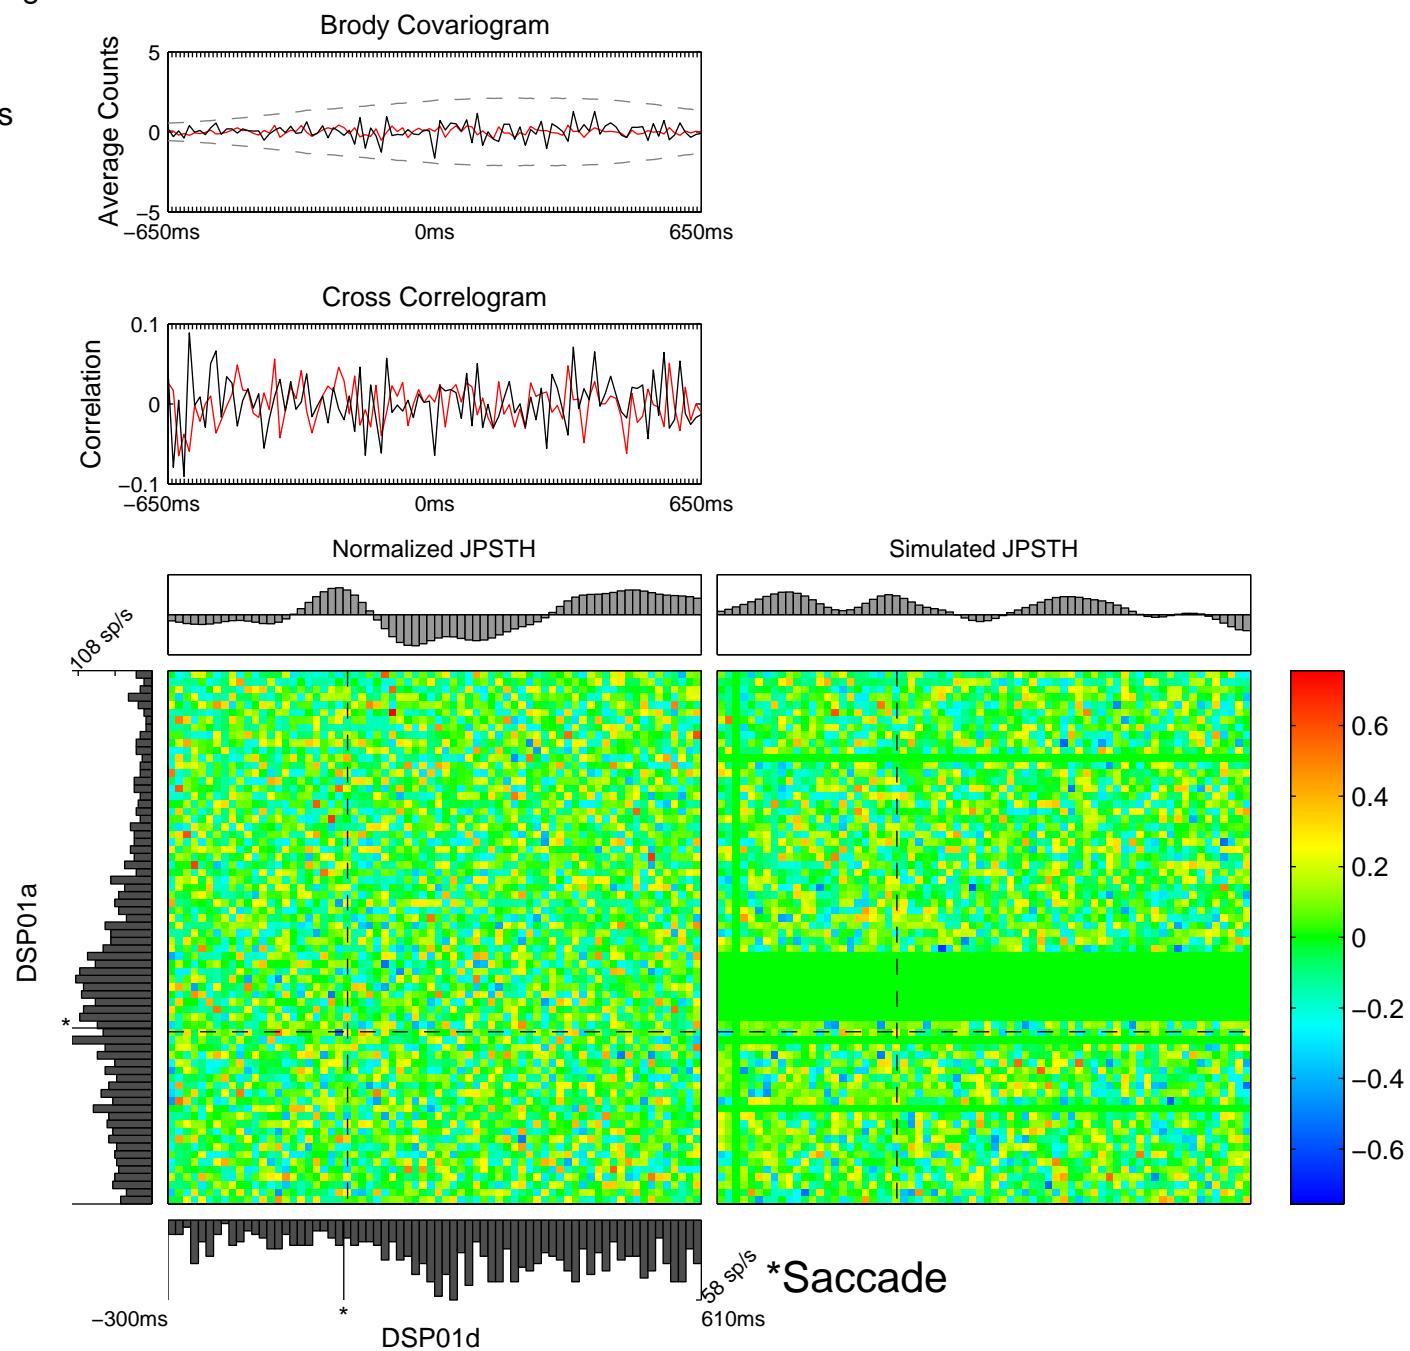 g
Brody Covariogram
s
Average Counts
5
0
−5
−650ms 0ms 650ms
Cross Correlogram
Correlation
0.1
0
−0.1
−650ms 0ms 650ms
Normalized JPSTH Simulated JPSTH
108 sp/s
DSP01a
*
0.6
0.4
0.2
0
−0.2
−0.4
−0.6
58 sp/s
*Saccade
−300ms * 610ms
DSP01d